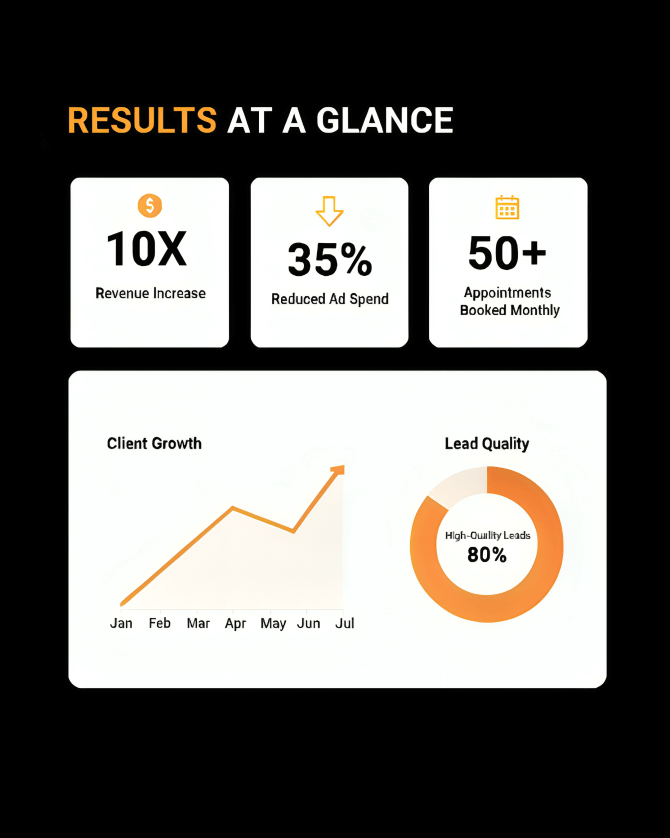 RESULTS AT A GLANCE
$
10X
Revenue Increase
35%
Reduced Ad Spend
50+
Appointments
Booked Monthly
Client Growth
Jan Feb Mar Apr May Jun Jul
Lead Quality
High-Quality Leads
80%